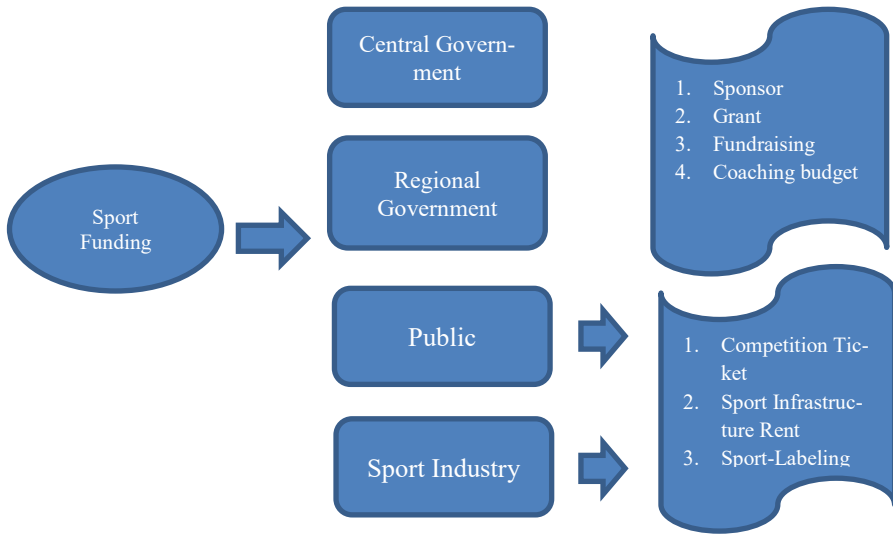 Sport
Funding
Central Govern-
ment
Regional
Government
Public
Sport Industry
1. Sponsor
2. Grant
3. Fundraising
4. Coaching budget
1. Competition Tic-
ket
2. Sport Infrastruc-
ture Rent
3. Sport-Labeling